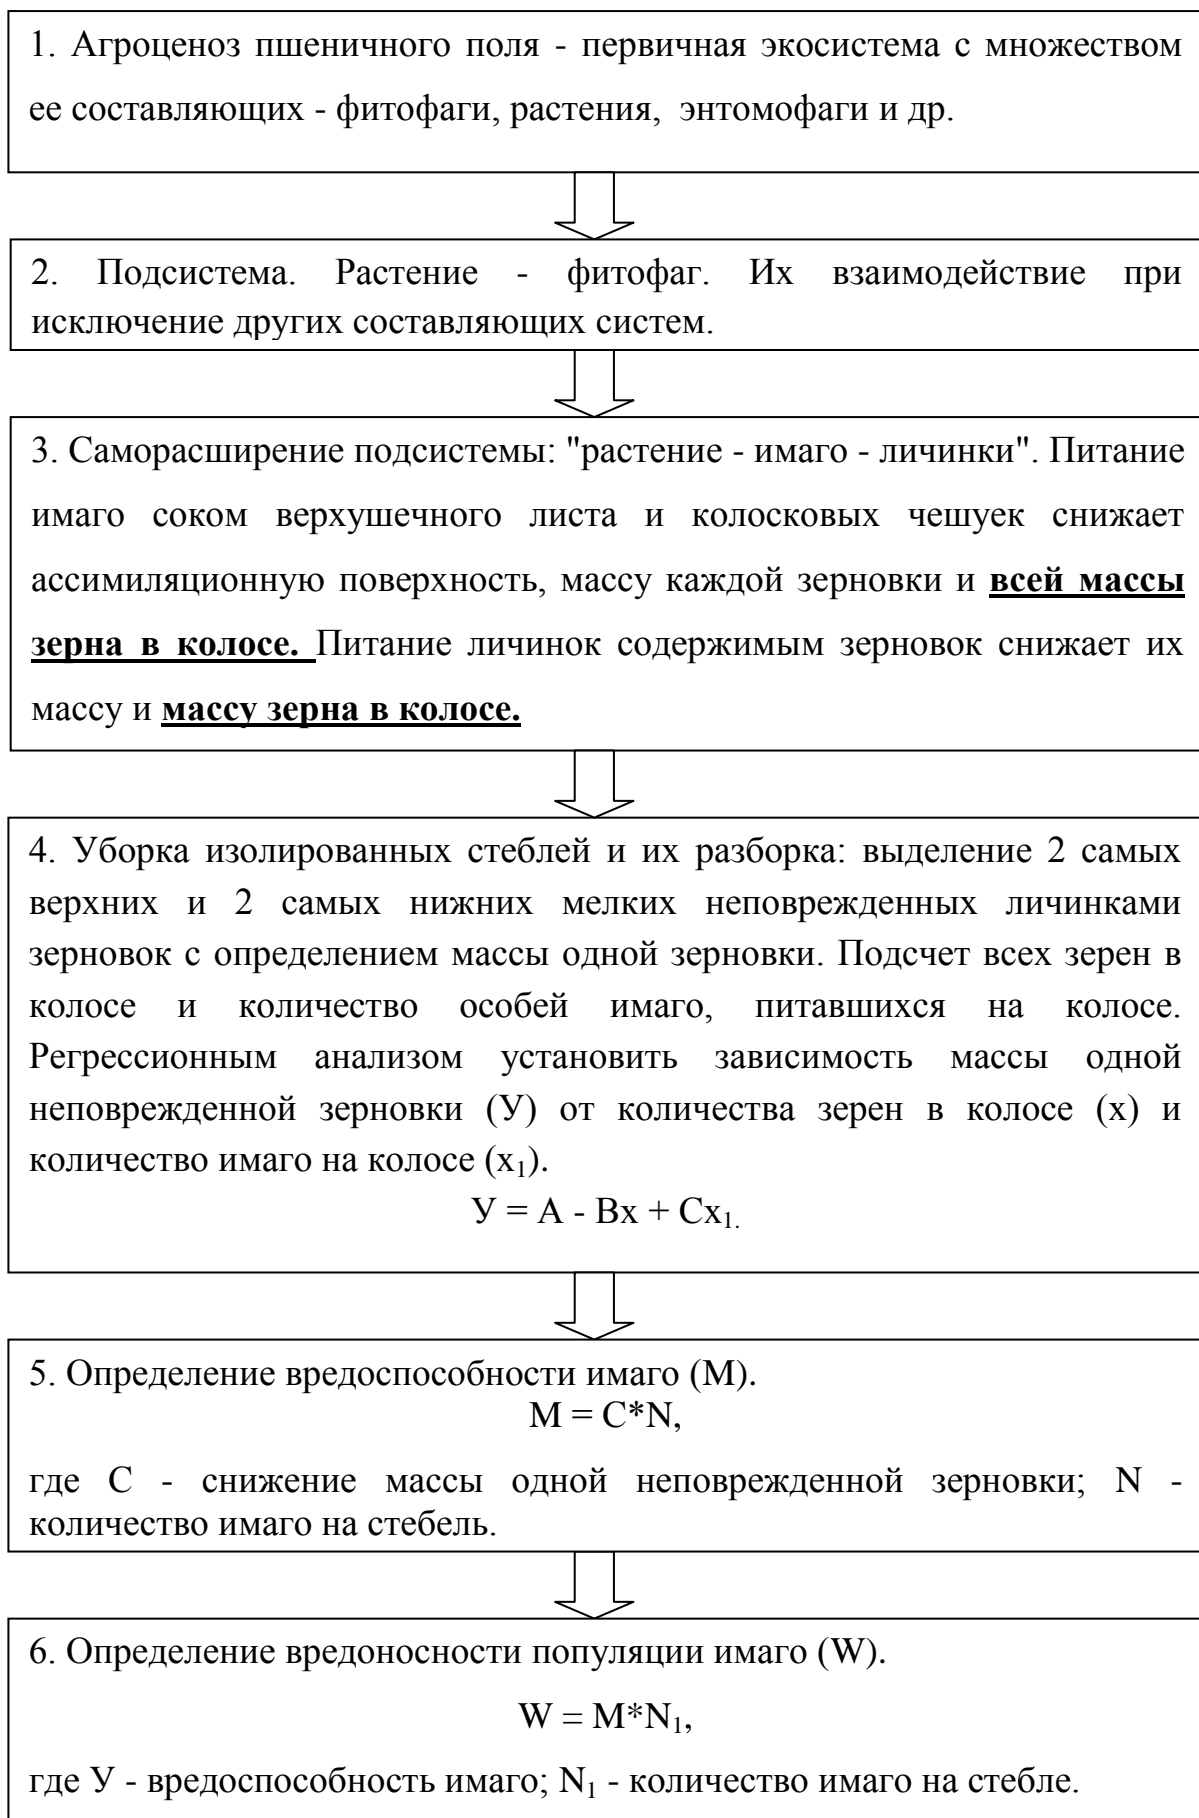 1. Агроценоз пшеничного поля - первичная экосистема с множеством
ее составляющих - фитофаги, растения, энтомофаги и др.
2. Подсистема. Растение - фитофаг. Их взаимодействие при
исключение других составляющих систем.
3. Саморасширение подсистемы: "растение - имаго - личинки". Питание
имаго соком верхушечного листа и колосковых чешуек снижает
ассимиляционную поверхность, массу каждой зерновки и всей массы
зерна в колосе. Питание личинок содержимым зерновок снижает их
массу и массу зерна в колосе.
4. Уборка изолированных стеблей и их разборка: выделение 2 самых
верхних и 2 самых нижних мелких неповрежденных личинками
зерновок с определением массы одной зерновки. Подсчет всех зерен в
колосе и количество особей имаго, питавшихся на колосе.
Регрессионным анализом установить зависимость массы одной
неповрежденной зерновки (У) от количества зерен в колосе (х) и
количество имаго на колосе (х₁).
У = А - Вх + Сх₁.
5. Определение вредоспособности имаго (М).
М = С*N,
где С - снижение массы одной неповрежденной зерновки; N -
количество имаго на стебель.
6. Определение вредоносности популяции имаго (W).
W = М*N₁,
где У - вредоспособность имаго; N₁ - количество имаго на стебле.